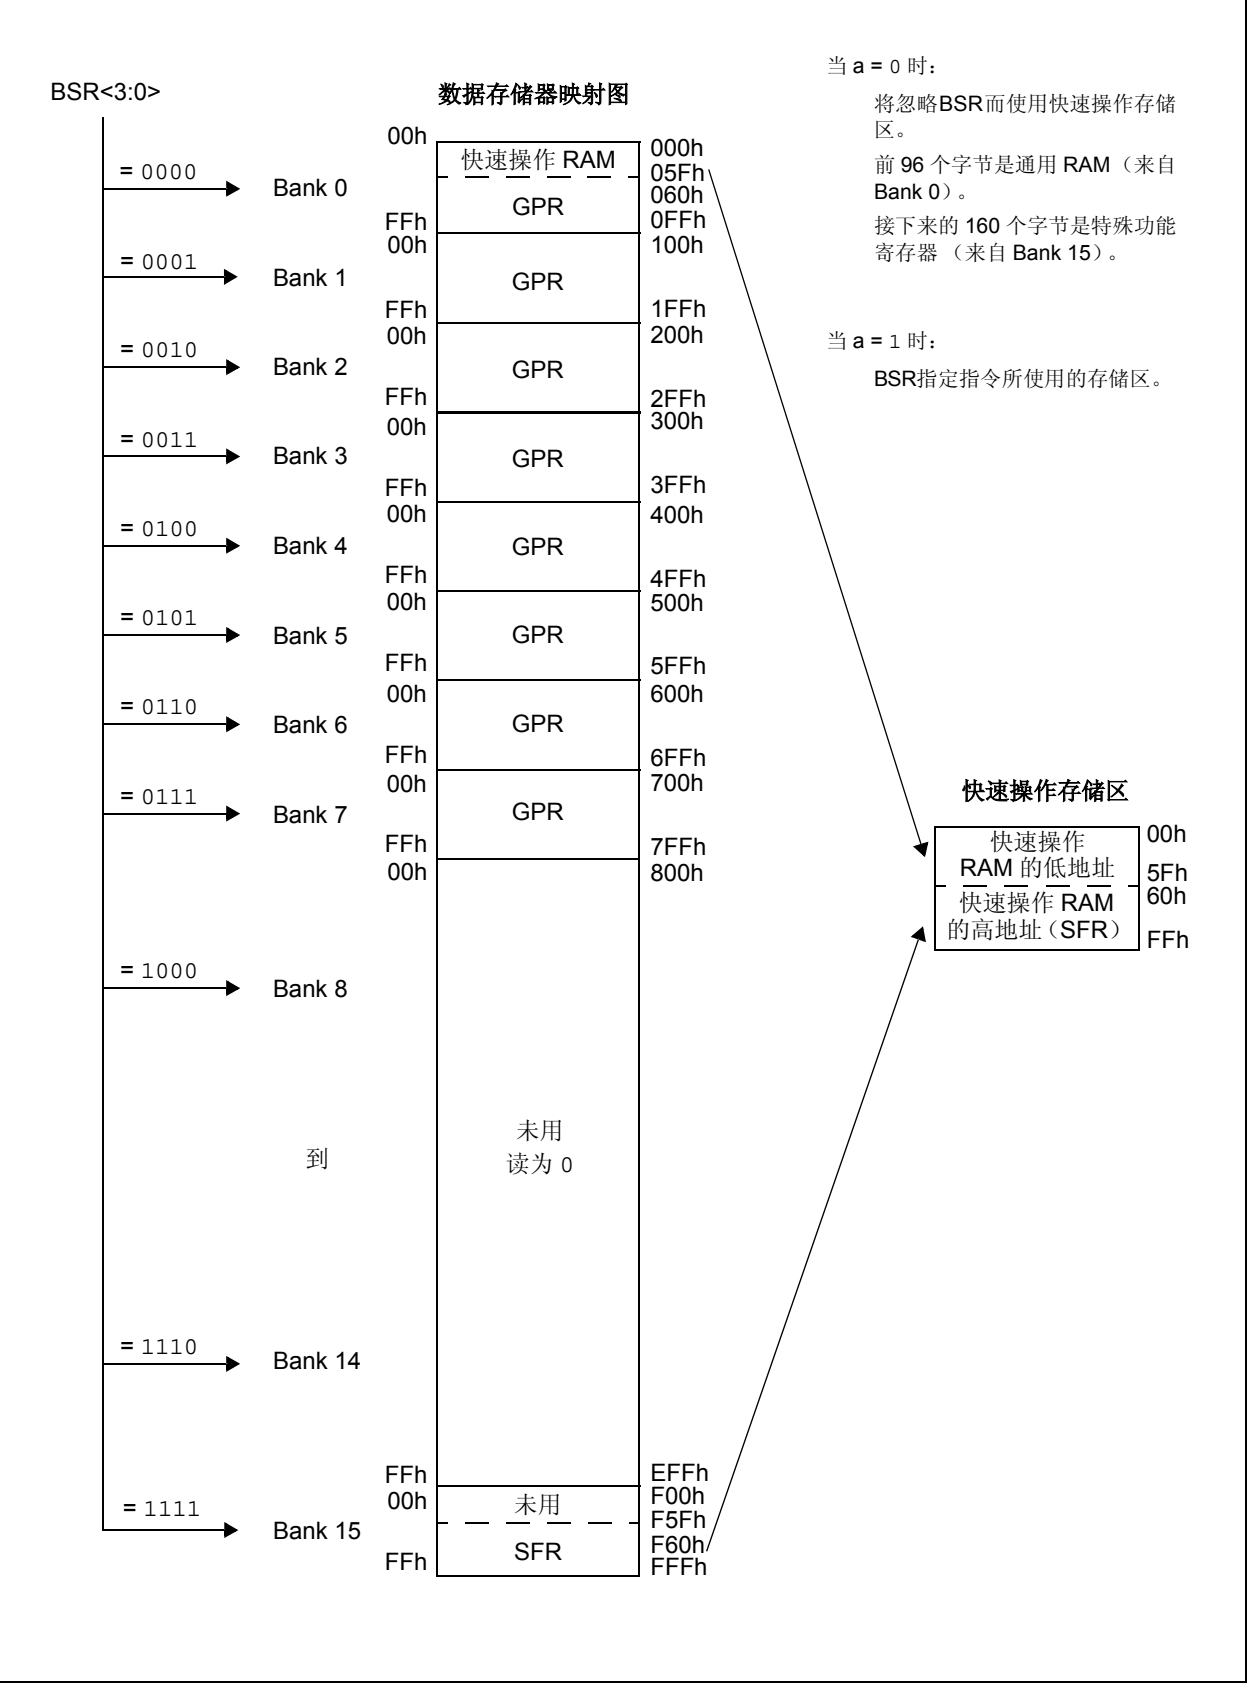 BSR<3:0>
数据存储器映射图
当 a = 0 时：
将忽略BSR而使用快速操作存储
区。
前 96 个字节是通用 RAM（来自
Bank 0）。
接下来的 160 个字节是特殊功能
寄存器 （来自 Bank 15）。
当 a = 1 时：
BSR指定指令所使用的存储区。
= 0000
Bank 0
00h
快速操作 RAM
000h
05Fh
060h
GPR
FFh
0FFh
= 0001
Bank 1
00h
100h
GPR
FFh
1FFh
= 0010
Bank 2
00h
200h
GPR
FFh
2FFh
= 0011
Bank 3
00h
300h
GPR
FFh
3FFh
= 0100
Bank 4
00h
400h
GPR
FFh
4FFh
= 0101
Bank 5
00h
500h
GPR
FFh
5FFh
= 0110
Bank 6
00h
600h
GPR
FFh
6FFh
= 0111
Bank 7
00h
700h
GPR
FFh
7FFh
00h
800h
= 1000
Bank 8
到
未用
读为 0
= 1110
Bank 14
FFh
EFFh
= 1111
Bank 15
00h
F00h
未用
F5Fh
F60h
SFR
FFh
FFFh
快速操作存储区
快速操作
RAM 的低地址
00h
5Fh
60h
快速操作 RAM
的高地址（SFR）
FFh